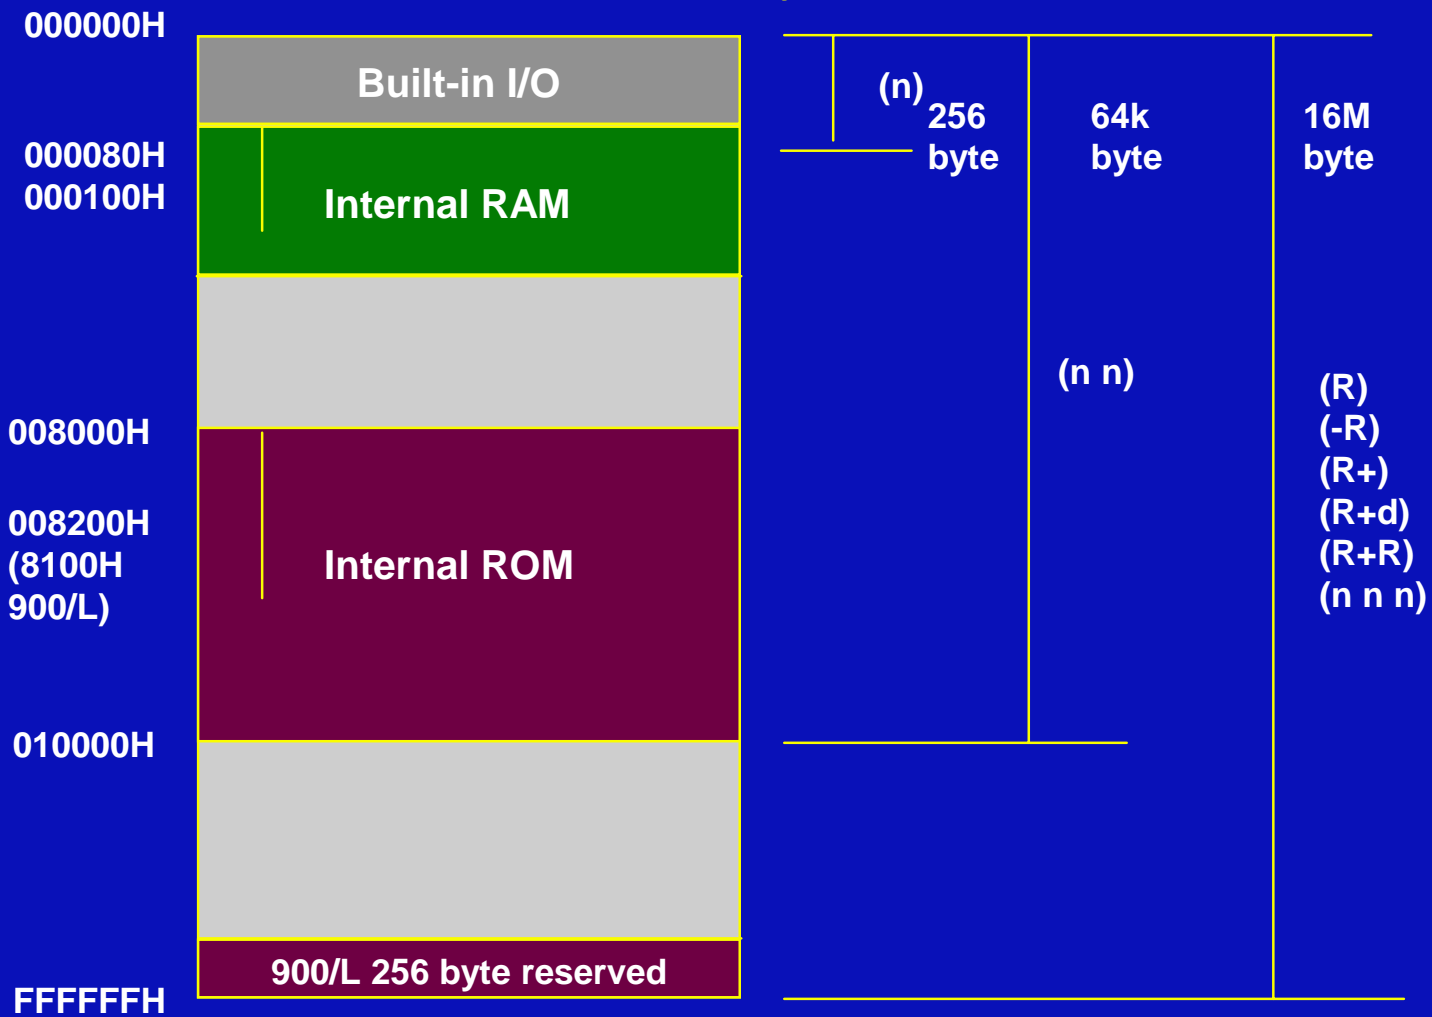 000000H
Built-in I/O
(n)
256
byte
64k
byte
16M
byte
000080H
000100H
Internal RAM
(n n)
(R)
(-R)
(R+)
(R+d)
(R+R)
(n n n)
008000H
008200H
(8100H
900/L)
Internal ROM
010000H
900/L 256 byte reserved
FFFFFFH